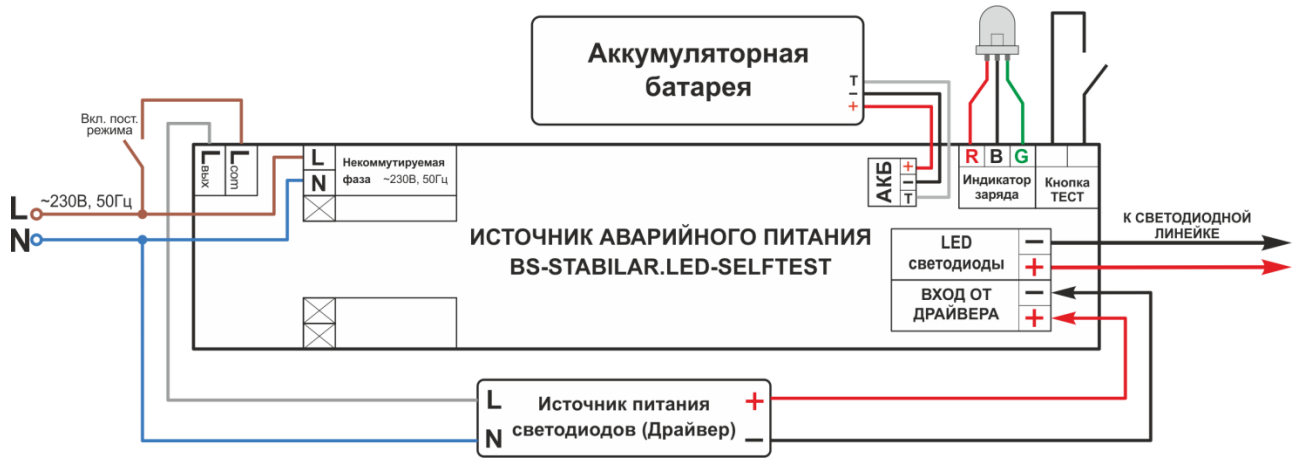 Аккумуляторная
батарея
T
–
+
Вкл. пост.
режима
L вых
L com
L
N
Некоммутируемая
фаза ~230В, 50Гц
АКБ
+
–
T
R B G
Индикатор
заряда
Кнопка
ТЕСТ
L ~230В, 50Гц
N
ИСТОЧНИК АВАРИЙНОГО ПИТАНИЯ
BS-STABILAR.LED-SELFTEST
LED
светодиоды
–
+
К СВЕТОДИОДНОЙ
ЛИНЕЙКЕ
ВХОД ОТ
ДРАЙВЕРА
–
+
L
N
Источник питания
светодиодов (Драйвер)
+
–